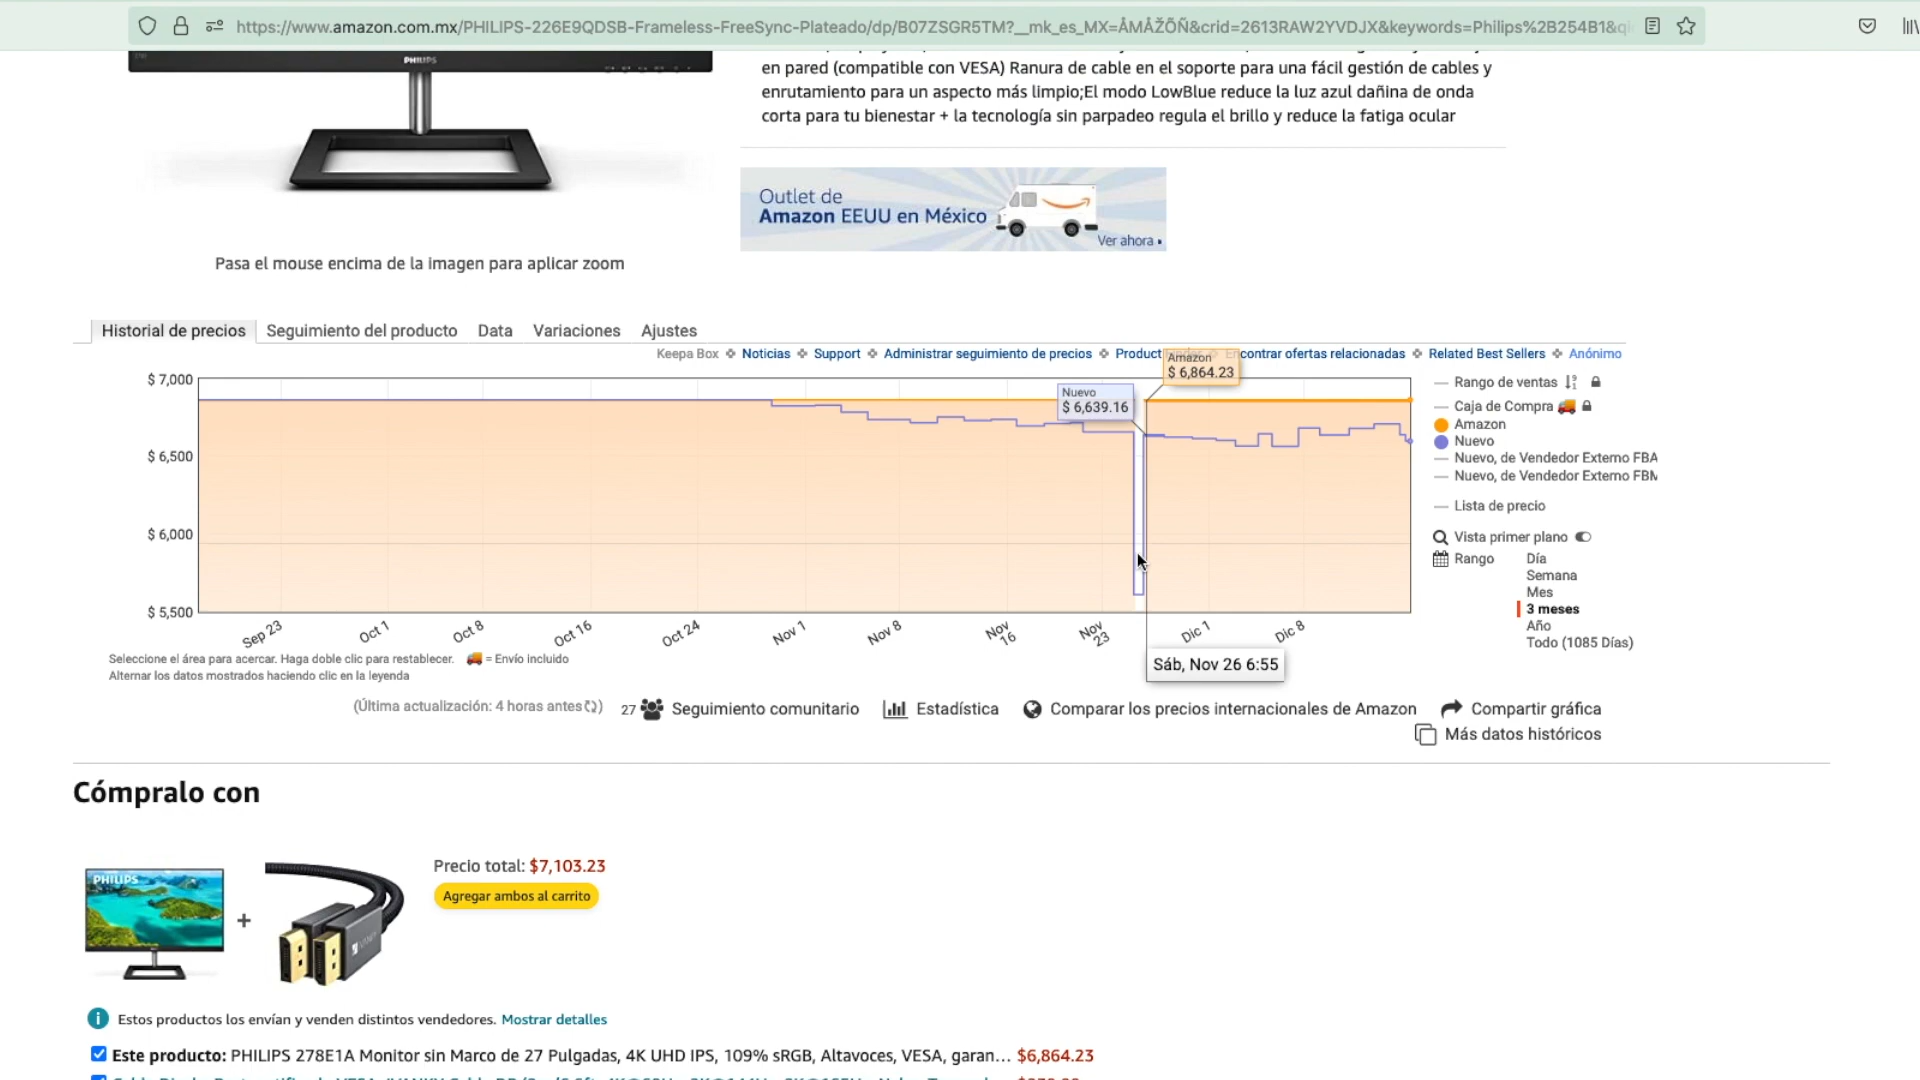 https://www.amazon.com.mx/PHILIPS-226E9QDSB-Frameless-FreeSync-Plateado/dp/B07ZSGR5TM?__mk_es_MX=ÅMÅŽÕÑ&crid=2613RAW2YVDJX&keywords=Philips%2B254B1&qi
PHILIPS
en pared (compatible con VESA) Ranura de cable en el soporte para una fácil gestión de cables y
enrutamiento para un aspecto más limpio;El modo LowBlue reduce la luz azul dañina de onda
corta para tu bienestar + la tecnología sin parpadeo regula el brillo y reduce la fatiga ocular
Outlet de
Amazon EEUU en México
Ver ahora
Pasa el mouse encima de la imagen para aplicar zoom
Historial de precios Seguimiento del producto Data Variaciones Ajustes
Keepa Box Noticias Support Administrar seguimiento de precios Product Encontrar ofertas relacionadas Related Best Sellers Anónimo
Amazon
$ 6,864.23
Nuevo
$ 6,639.16
$ 7,000
$ 6,500
$ 6,000
$ 5,500
Sep 23 Oct 1 Oct 8 Oct 16 Oct 24 Nov 1 Nov 8 Nov 16 Nov 23 Dic 1 Dic 8
Sáb, Nov 26 6:55
Rango de ventas
Caja de Compra
Amazon
Nuevo
Nuevo, de Vendedor Externo FBA
Nuevo, de Vendedor Externo FBM
Lista de precio
Vista primer plano
Rango Día
Semana
Mes
3 meses
Año
Todo (1085 Días)
Seleccione el área para acercar. Haga doble clic para restablecer. = Envío incluido
Alternar los datos mostrados haciendo clic en la leyenda
(Última actualización: 4 horas antes) 27 Seguimiento comunitario Estadística Comparar los precios internacionales de Amazon Compartir gráfica
Más datos históricos
Cómpralo con
PHILIPS
+
Precio total: $7,103.23
Agregar ambos al carrito
Estos productos los envían y venden distintos vendedores. Mostrar detalles
Este producto: PHILIPS 278E1A Monitor sin Marco de 27 Pulgadas, 4K UHD IPS, 109% sRGB, Altavoces, VESA, garan… $6,864.23